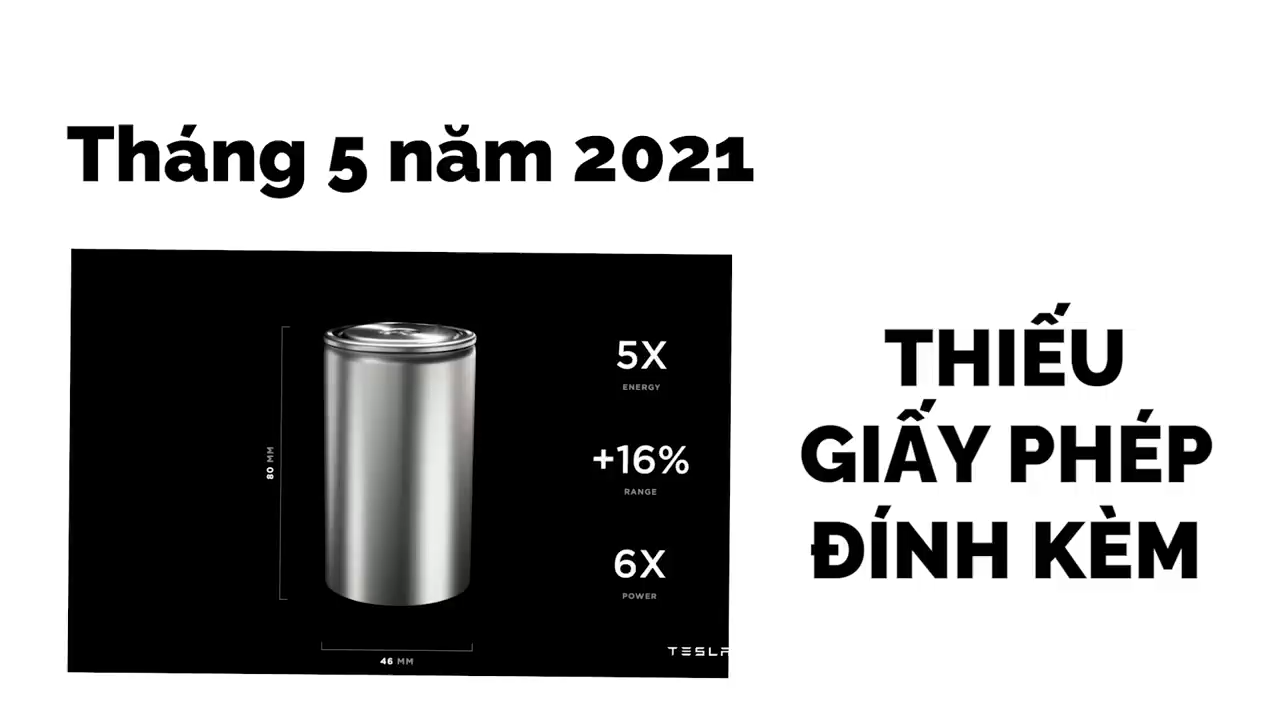 Tháng 5 năm 2021
5X
ENERGY
+16%
RANGE
6X
POWER
80 MM
46 MM
TESLA
THIẾU
GIẤY PHÉP
ĐÍNH KÈM